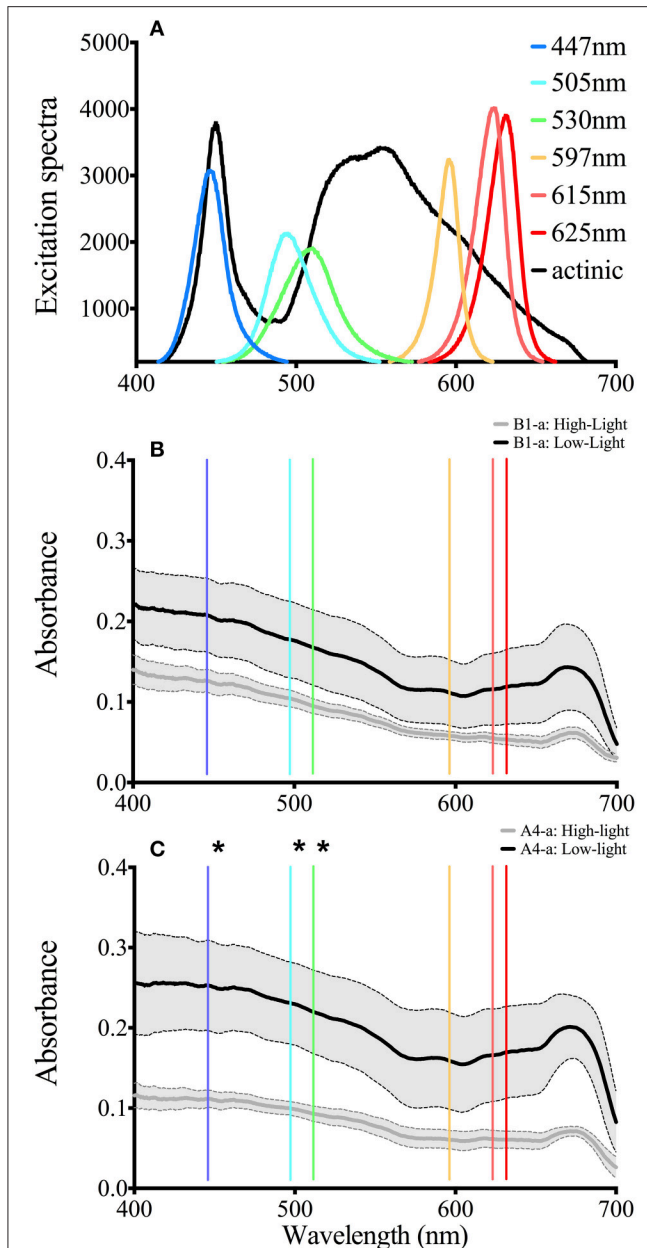 A
5000
4000
3000
2000
1000
Excitation spectra
447nm
505nm
530nm
597nm
615nm
625nm
actinic
400
500
600
700
B
B1-a: High-Light
B1-a: Low-Light
0.4
0.3
0.2
0.1
0.0
Absorbance
400
500
600
700
C
* * *
A4-a: High-light
A4-a: Low-light
0.4
0.3
0.2
0.1
0.0
Absorbance
400
500
600
700
Wavelength (nm)